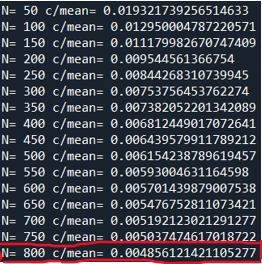 N= 50 c/mean= 0.019321739256514633
N= 100 c/mean= 0.012950004787220571
N= 150 c/mean= 0.011179982670747409
N= 200 c/mean= 0.009544561366754
N= 250 c/mean= 0.00844268310739945
N= 300 c/mean= 0.00753756453762274
N= 350 c/mean= 0.007382052201342089
N= 400 c/mean= 0.006812449017072641
N= 450 c/mean= 0.006439579911789212
N= 500 c/mean= 0.006154238789619457
N= 550 c/mean= 0.00593004631164598
N= 600 c/mean= 0.005701439879007538
N= 650 c/mean= 0.005476752811073421
N= 700 c/mean= 0.005192123021291277
N= 750 c/mean= 0.005037474617018722
N= 800 c/mean= 0.004856121421105277